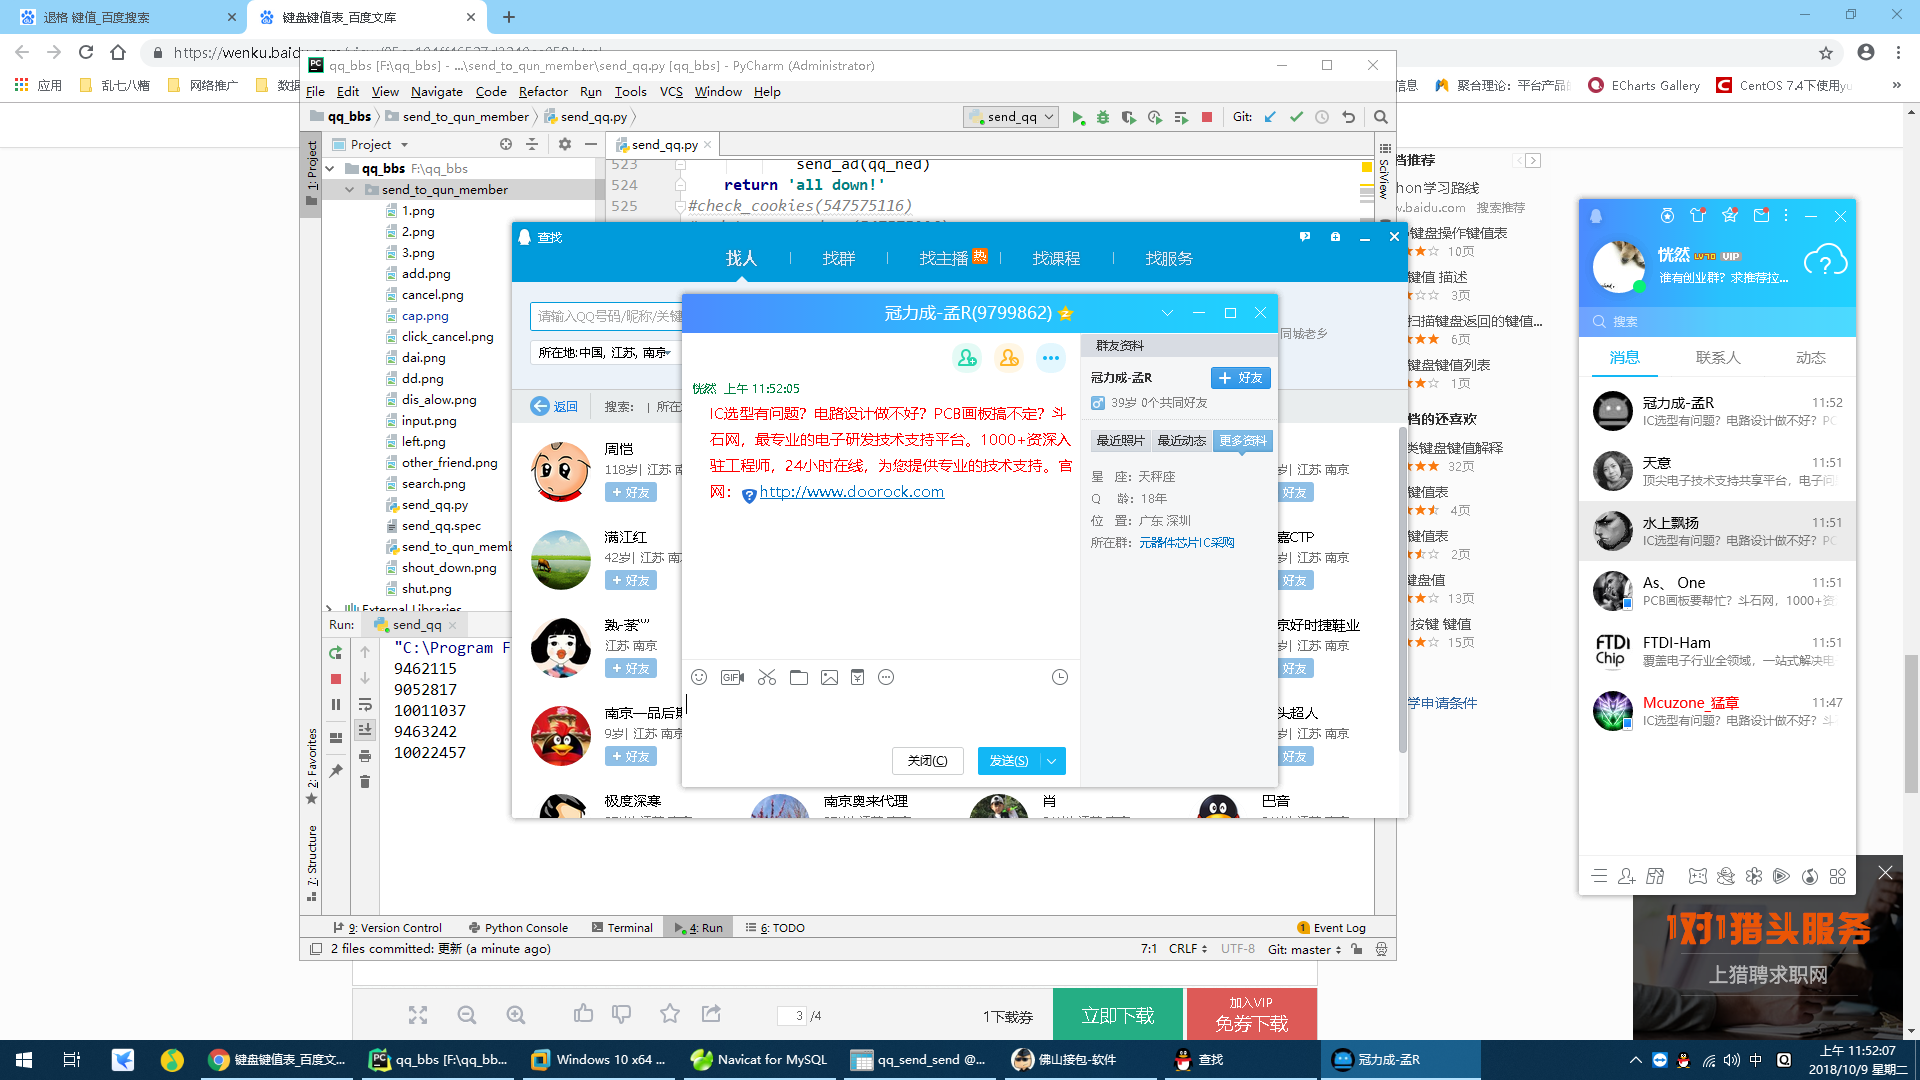 退格 键值_百度搜索
键盘键值表_百度文库
应用
乱七八糟
网络推广
聚合理论：平台产品
ECharts Gallery
CentOS 7.4下使用yu
qq_bbs [F:\qq_bbs] - ...\send_to_qun_member\send_qq.py [qq_bbs] - PyCharm (Administrator)
File Edit View Navigate Code Refactor Run Tools VCS Window Help
qq_bbs send_to_qun_member send_qq.py
send_qq
Git:
1: Project
Project
send_qq.py
SciView
qq_bbs F:\qq_bbs
send_to_qun_member
1.png
2.png
3.png
add.png
cancel.png
cap.png
click_cancel.png
dai.png
dd.png
dis_alow.png
input.png
left.png
other_friend.png
search.png
send_qq.py
send_qq.spec
send_to_qun_memb
shout_down.png
shut.png
External Libraries
523 send_ad(qq_ned)
524 return 'all down!'
525 #check_cookies(547575116)
Run: send_qq
"C:\Program F
9462115
9052817
10011037
9463242
10022457
2: Favorites
7: Structure
9: Version Control Python Console Terminal 4: Run 6: TODO
1 Event Log
2 files committed: 更新 (a minute ago)
7:1 CRLF UTF-8 Git: master
查找
找人 找群 找主播 热 找课程 找服务
请输入QQ号码/昵称/关键
同城老乡
所在地:中国, 江苏, 南京
返回 搜索: | 所在
周恺
118岁| 江苏 南
+ 好友
满江红
42岁| 江苏 南
+ 好友
江苏 南京
+ 好友
南京一品后期
9岁| 江苏 南京
+ 好友
极度深寒
南京奥来代理
肖
巴音
岁| 江苏 南京
好友
嘉CTP
岁| 江苏 南京
好友
京好时捷鞋业
岁| 江苏 南京
好友
头超人
岁| 江苏 南京
好友
冠力成-孟R(9799862)
恍然 上午 11:52:05
IC选型有问题？电路设计做不好？PCB画板搞不定？斗
石网，最专业的电子研发技术支持平台。1000+资深入
驻工程师，24小时在线，为您提供专业的技术支持。官
网： http://www.doorock.com
GIF
关闭(C) 发送(S)
群友资料
冠力成-孟R
+ 好友
39岁 0个共同好友
最近照片 最近动态 更多资料
星 座: 天秤座
Q 龄: 18年
位 置: 广东 深圳
所在群: 元器件芯片IC采购
档推荐
hon学习路线
.baidu.com 搜索推荐
键盘操作键值表
10页
键值 描述
3页
扫描键盘返回的键值...
6页
键盘键值列表
1页
档的还喜欢
类键盘键值解释
32页
键值表
4页
键值表
2页
键盘值
13页
按键 键值
15页
学申请条件
恍然 VIP
谁有创业群？求推荐拉...
搜索
消息 联系人 动态
冠力成-孟R 11:52
IC选型有问题？电路设计做不好？PC
天意 11:51
顶尖电子技术支持共享平台，电子问
水上飘扬 11:51
IC选型有问题？电路设计做不好？PC
As、 One 11:51
PCB画板要帮忙？斗石网，1000+资
FTDI Chip
FTDI-Ham 11:51
覆盖电子行业全领域，一站式解决电
Mcuzone_猛章 11:47
IC选型有问题？电路设计做不好？斗
1对1猎头服务
上猎聘求职网
3 /4
1下载券
立即下载
加入VIP
免券下载
键盘键值表_百度文...
qq_bbs [F:\qq_bb...
Windows 10 x64 ...
Navicat for MySQL
qq_send_send @...
佛山接包-软件
查找
冠力成-孟R
中
上午 11:52:07
2018/10/9 星期二